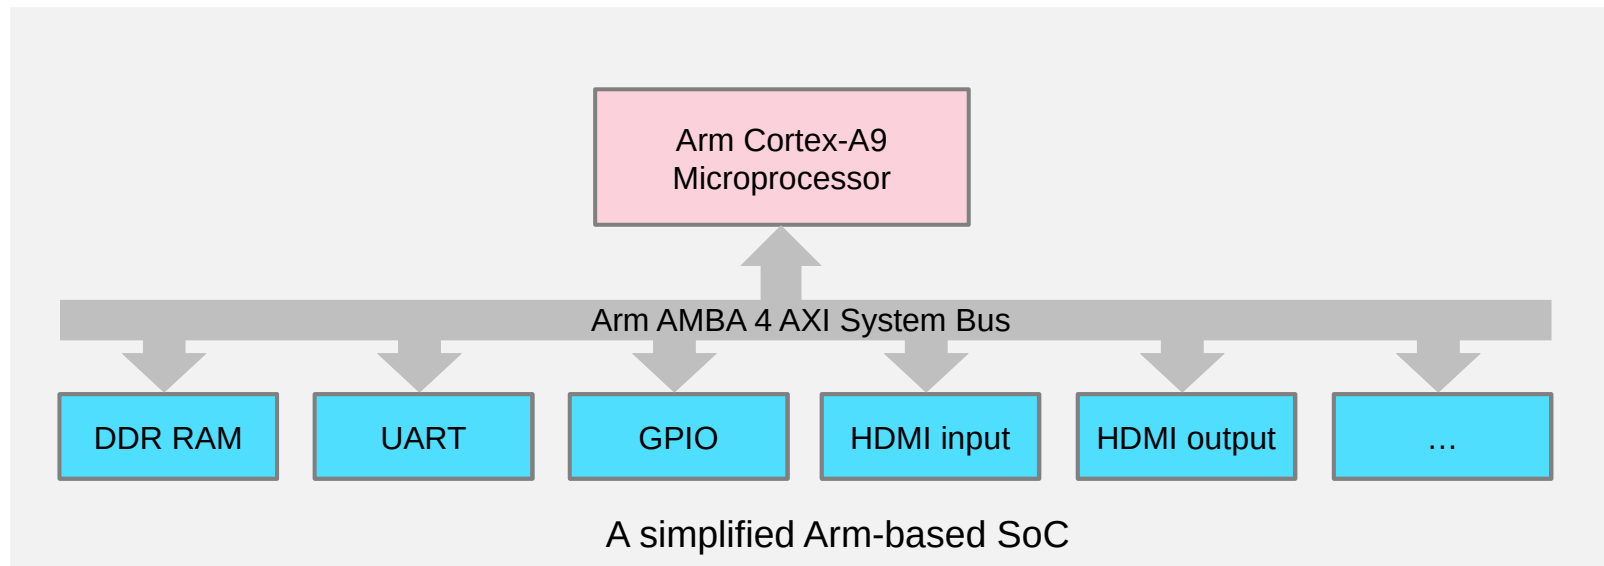 Arm Cortex-A9
Microprocessor
Arm AMBA 4 AXI System Bus
DDR RAM
UART
GPIO
HDMI input
HDMI output
…
A simplified Arm-based SoC